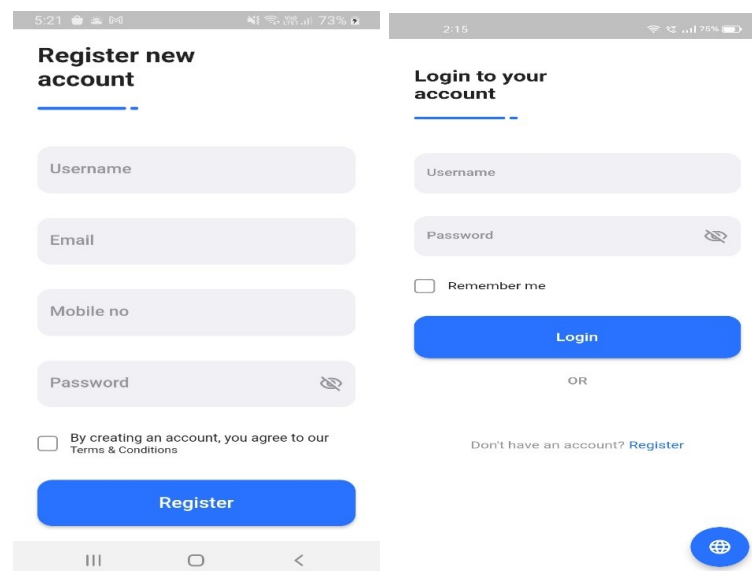 5:21
73%
Register new
account
Username
Email
Mobile no
Password
By creating an account, you agree to our
Terms & Conditions
Register
2:15
75%
Login to your
account
Username
Password
Remember me
Login
OR
Don't have an account? Register